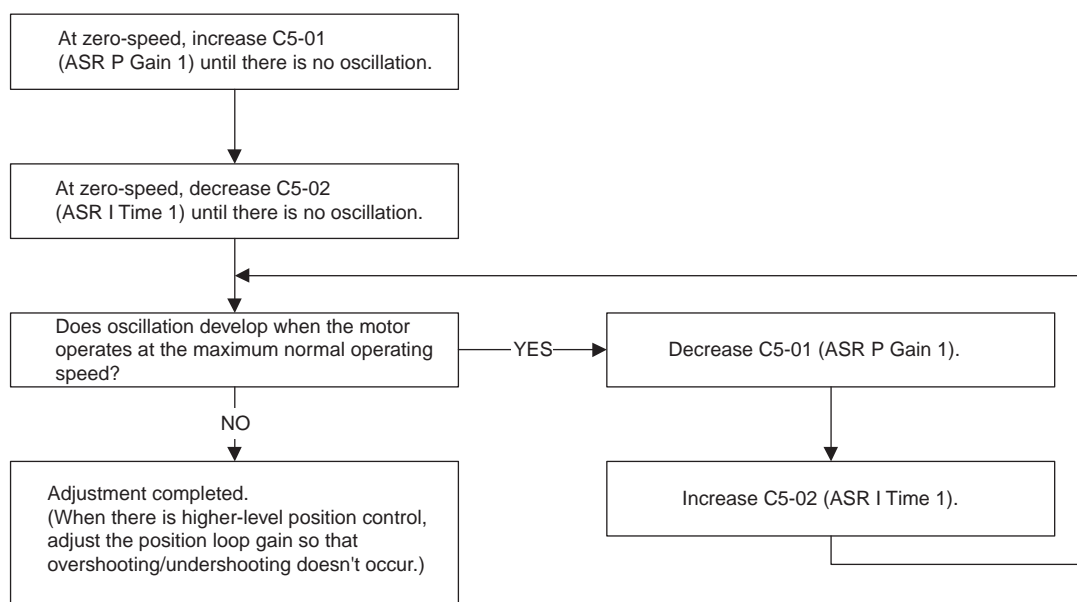 At zero-speed, increase C5-01
(ASR P Gain 1) until there is no oscillation.
At zero-speed, decrease C5-02
(ASR I Time 1) until there is no oscillation.
Does oscillation develop when the motor
operates at the maximum normal operating
speed?
YES
Decrease C5-01 (ASR P Gain 1).
NO
Adjustment completed.
(When there is higher-level position control,
adjust the position loop gain so that
overshooting/undershooting doesn't occur.)
Increase C5-02 (ASR I Time 1).